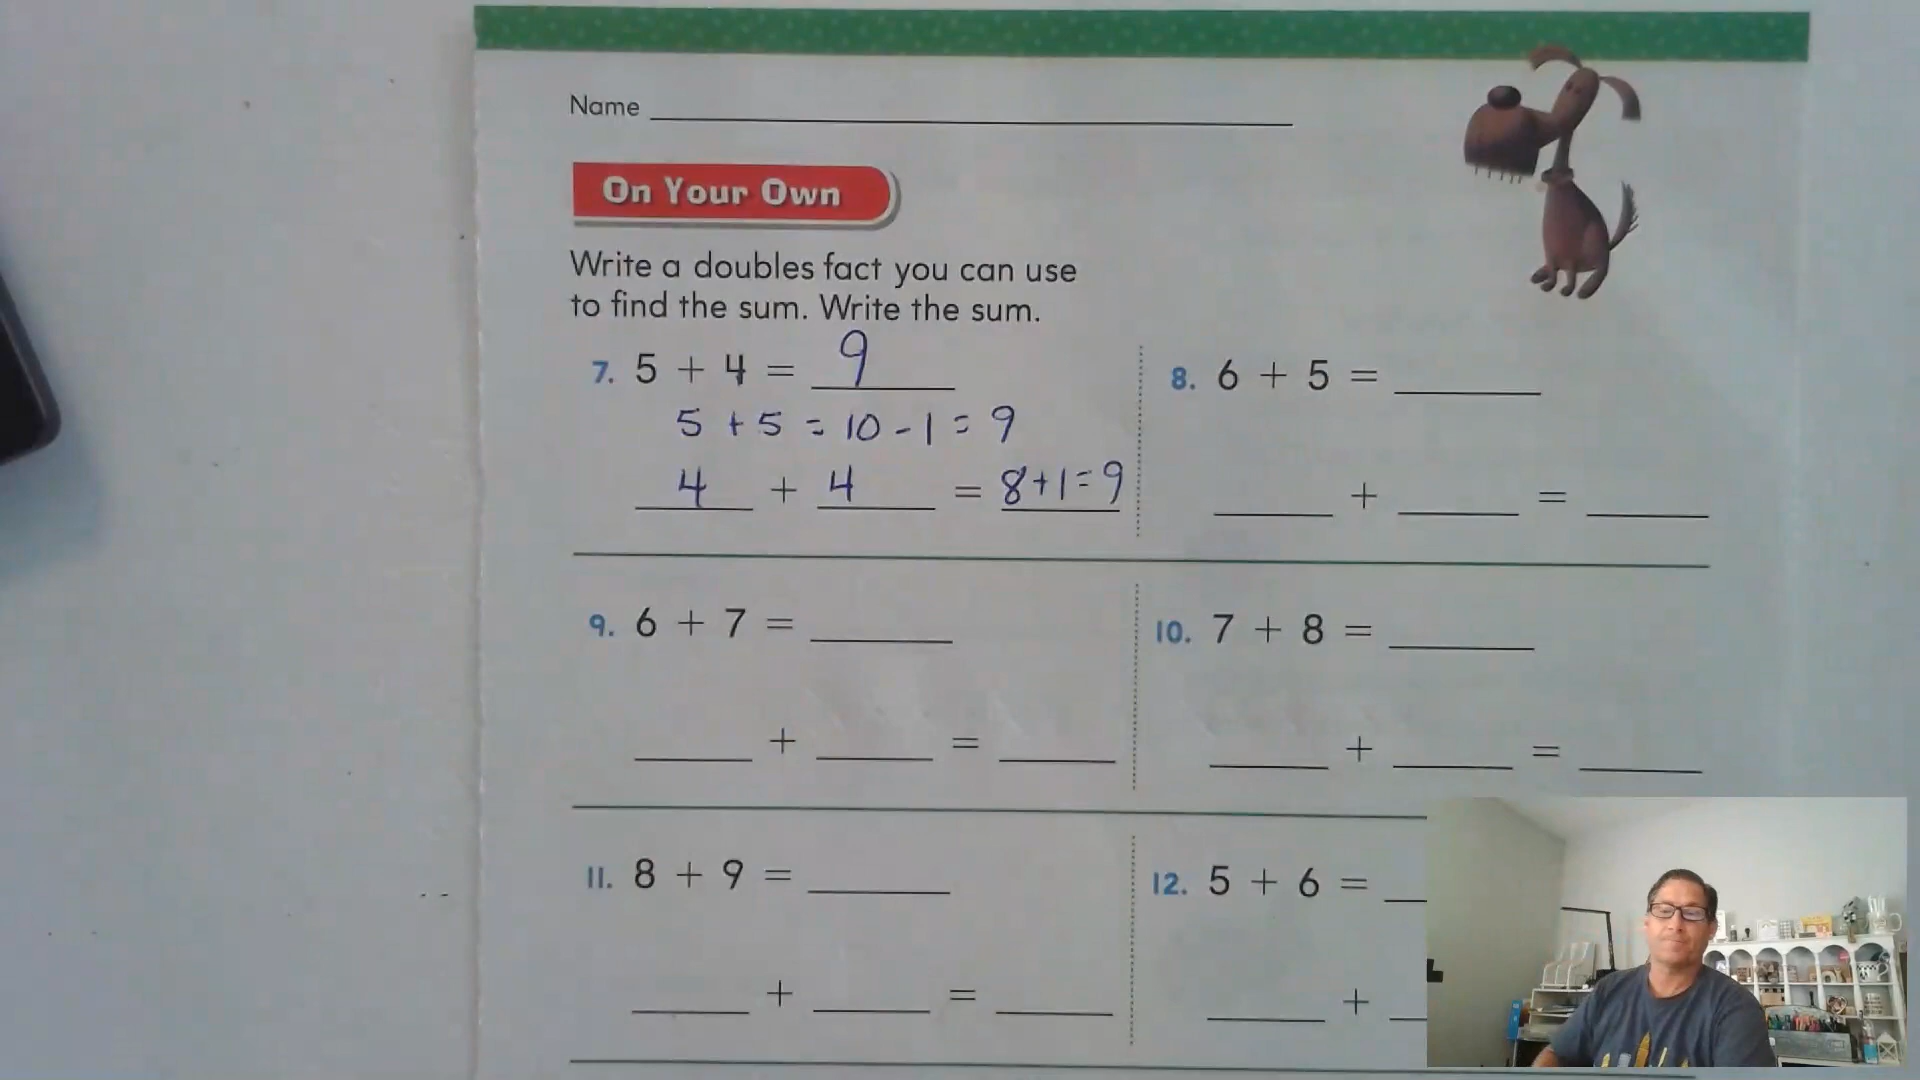 Name
On Your Own
Write a doubles fact you can use
to find the sum. Write the sum.
7. 5 + 4 = 9
5 + 5 = 10 - 1 = 9
4 + 4 = 8 + 1 = 9
8. 6 + 5 =
+ =
9. 6 + 7 =
+ =
10. 7 + 8 =
+ =
11. 8 + 9 =
+ =
12. 5 + 6 =
+